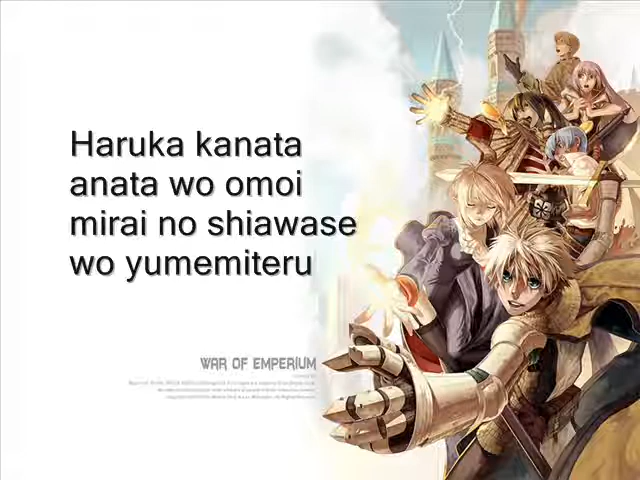 Haruka kanata
anata wo omoi
mirai no shiawase
wo yumemiteru
WAR OF EMPERIUM